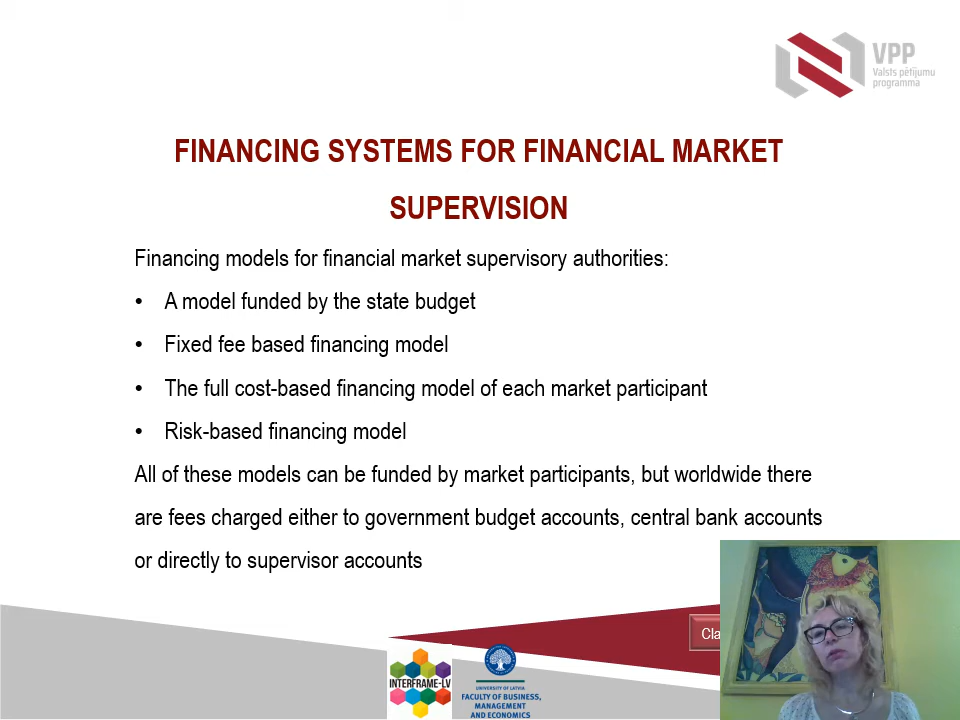 VPP
Valsts pētījumu
programma
FINANCING SYSTEMS FOR FINANCIAL MARKET
SUPERVISION
Financing models for financial market supervisory authorities:
• A model funded by the state budget
• Fixed fee based financing model
• The full cost-based financing model of each market participant
• Risk-based financing model
All of these models can be funded by market participants, but worldwide there
are fees charged either to government budget accounts, central bank accounts
or directly to supervisor accounts
INTERFRAME-LV
UNIVERSITY OF LATVIA
FACULTY OF BUSINESS,
MANAGEMENT
AND ECONOMICS